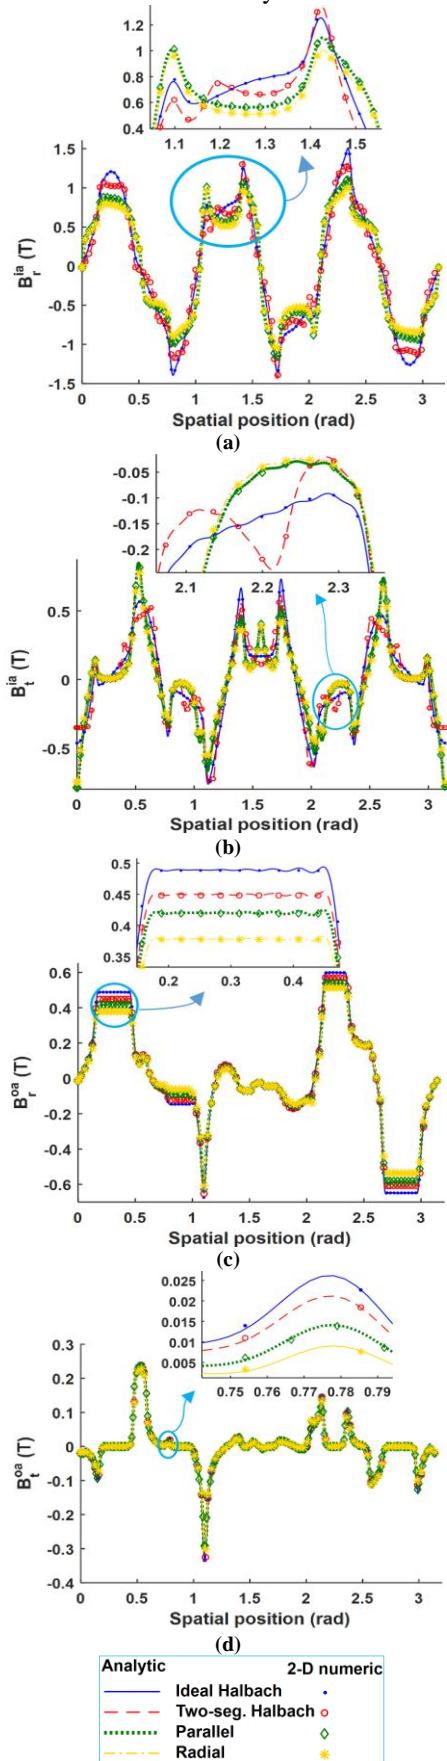 1.2
1
0.8
0.6
0.4
1.1 1.2 1.3 1.4 1.5
1.5
1
0.5
0
-0.5
-1
-1.5
B_r^ia (T)
0 0.5 1 1.5 2 2.5 3
Spatial position (rad)
(a)
-0.05
-0.1
-0.15
-0.2
2.1 2.2 2.3
0.5
0
-0.5
B_t^ia (T)
0 0.5 1 1.5 2 2.5 3
Spatial position (rad)
(b)
0.5
0.45
0.4
0.35
0.2 0.3 0.4
0.6
0.4
0.2
0
-0.2
-0.4
-0.6
B_r^oa (T)
0 0.5 1 1.5 2 2.5 3
Spatial position (rad)
(c)
0.025
0.02
0.015
0.01
0.005
0.75 0.76 0.77 0.78 0.79
0.3
0.2
0.1
0
-0.1
-0.2
-0.3
-0.4
B_t^oa (T)
0 0.5 1 1.5 2 2.5 3
Spatial position (rad)
(d)
Analytic 2-D numeric
Ideal Halbach
Two-seg. Halbach
Parallel
Radial